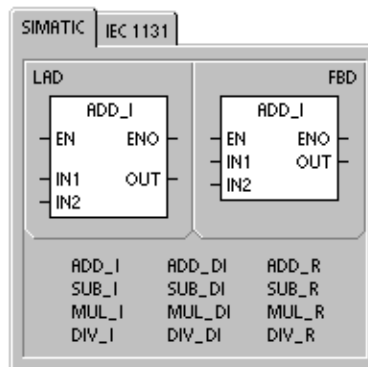 SIMATIC IEC 1131
LAD FBD
ADD_I ADD_I
EN ENO EN ENO
IN1 OUT IN1 OUT
IN2 IN2
ADD_I ADD_DI ADD_R
SUB_I SUB_DI SUB_R
MUL_I MUL_DI MUL_R
DIV_I DIV_DI DIV_R